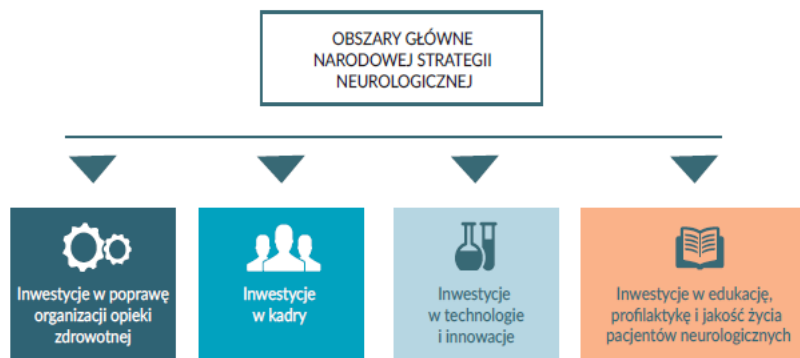 OBSZARY GŁÓWNE
NARODOWEJ STRATEGII
NEUROLOGICZNEJ
Inwestycje w poprawę
organizacji opieki
zdrowotnej
Inwestycje
w kadry
Inwestycje
w technologie
i innowacje
Inwestycje w edukację,
profilaktykę i jakość życia
pacjentów neurologicznych